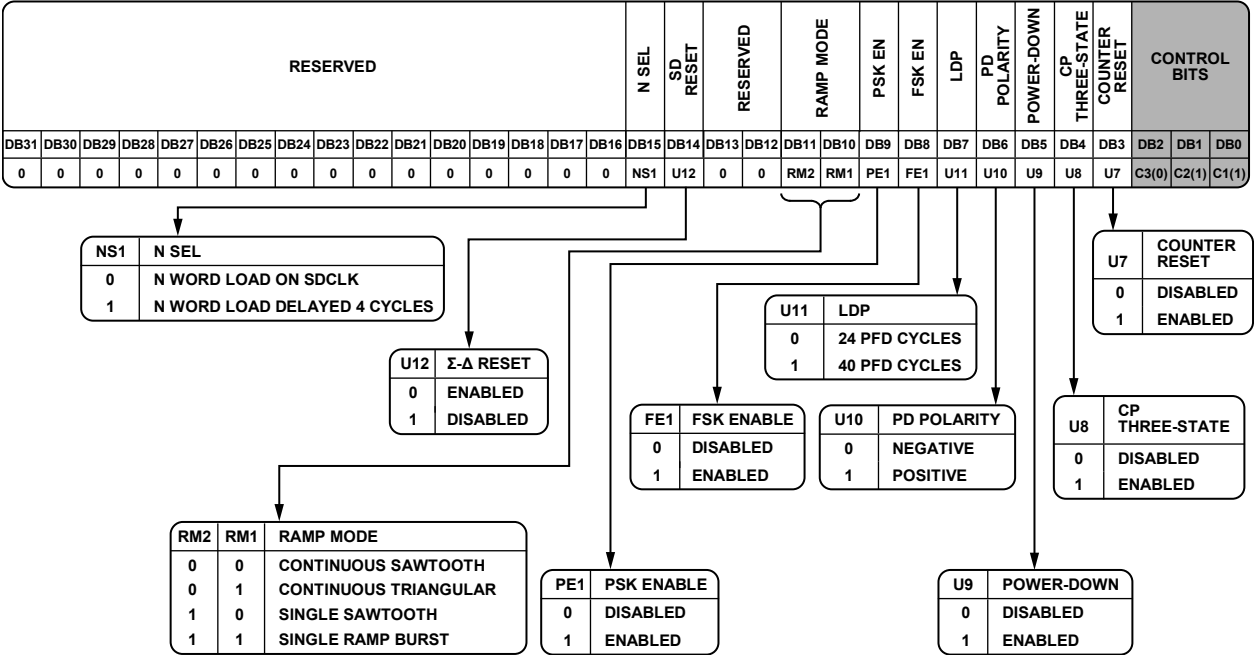 RESERVED
N SEL
SD
RESET
RESERVED
RAMP MODE
PSK EN
FSK EN
LDP
PD
POLARITY
POWER-DOWN
CP
THREE-STATE
COUNTER
RESET
CONTROL
BITS
DB31 DB30 DB29 DB28 DB27 DB26 DB25 DB24 DB23 DB22 DB21 DB20 DB19 DB18 DB17 DB16 DB15 DB14 DB13 DB12 DB11 DB10 DB9 DB8 DB7 DB6 DB5 DB4 DB3 DB2 DB1 DB0
0 0 0 0 0 0 0 0 0 0 0 0 0 0 0 0 NS1 U12 0 0 RM2 RM1 PE1 FE1 U11 U10 U9 U8 U7 C3(0) C2(1) C1(1)
NS1 N SEL
0 N WORD LOAD ON SDCLK
1 N WORD LOAD DELAYED 4 CYCLES
U7 COUNTER
RESET
0 DISABLED
1 ENABLED
U11 LDP
0 24 PFD CYCLES
1 40 PFD CYCLES
U12 Σ-Δ RESET
0 ENABLED
1 DISABLED
FE1 FSK ENABLE
0 DISABLED
1 ENABLED
U10 PD POLARITY
0 NEGATIVE
1 POSITIVE
U8 CP
THREE-STATE
0 DISABLED
1 ENABLED
RM2 RM1 RAMP MODE
0 0 CONTINUOUS SAWTOOTH
0 1 CONTINUOUS TRIANGULAR
1 0 SINGLE SAWTOOTH
1 1 SINGLE RAMP BURST
PE1 PSK ENABLE
0 DISABLED
1 ENABLED
U9 POWER-DOWN
0 DISABLED
1 ENABLED